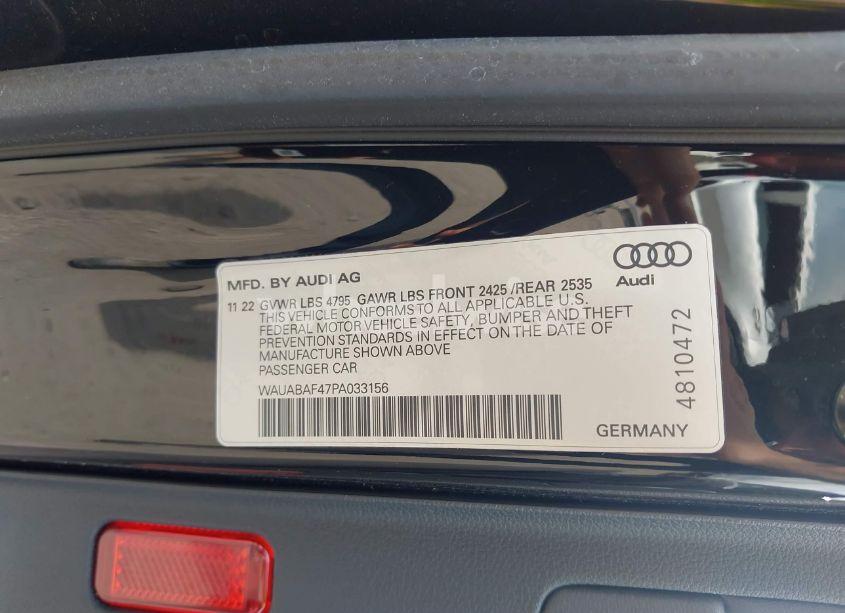 MFD. BY AUDI AG
Audi
11 22 GVWR LBS 4795 GAWR LBS FRONT 2425 /REAR 2535
THIS VEHICLE CONFORMS TO ALL APPLICABLE U.S.
FEDERAL MOTOR VEHICLE SAFETY, BUMPER AND THEFT
PREVENTION STANDARDS IN EFFECT ON THE DATE OF
MANUFACTURE SHOWN ABOVE
PASSENGER CAR
WAUABAF47PA033156
GERMANY
4810472